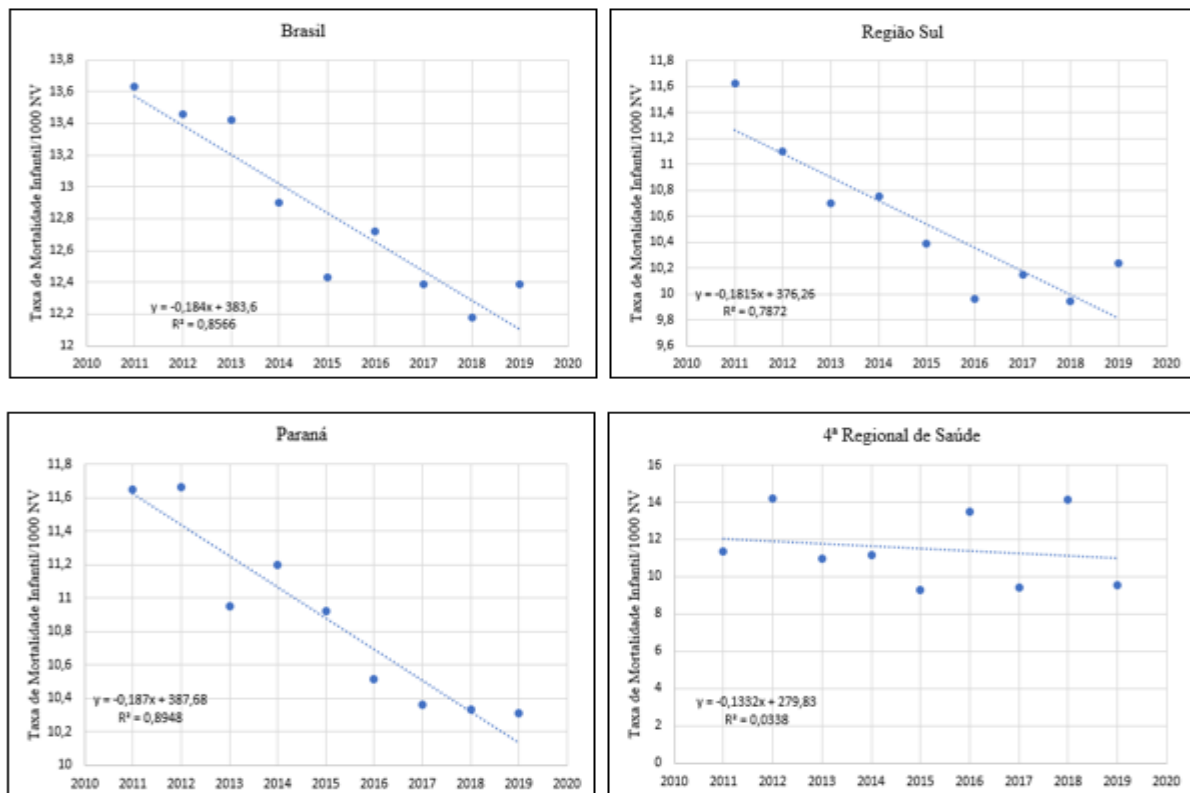 Brasil
Taxa de Mortalidade Infantil/1000 NV
13,8
13,6
13,4
13,2
13
12,8
12,6
12,4
12,2
12
y = -0,184x + 383,6
R² = 0,8566
2010 2011 2012 2013 2014 2015 2016 2017 2018 2019 2020
Região Sul
Taxa de Mortalidade Infantil/1000 NV
11,8
11,6
11,4
11,2
11
10,8
10,6
10,4
10,2
10
9,8
9,6
y = -0,1815x + 376,26
R² = 0,7872
2010 2011 2012 2013 2014 2015 2016 2017 2018 2019 2020
Paraná
Taxa de Mortalidade Infantil/1000 NV
11,8
11,6
11,4
11,2
11
10,8
10,6
10,4
10,2
10
y = -0,187x + 387,68
R² = 0,8948
2010 2011 2012 2013 2014 2015 2016 2017 2018 2019 2020
4ª Regional de Saúde
Taxa de Mortalidade Infantil/1000 NV
16
14
12
10
8
6
4
2
0
y = -0,1332x + 279,83
R² = 0,0338
2010 2011 2012 2013 2014 2015 2016 2017 2018 2019 2020